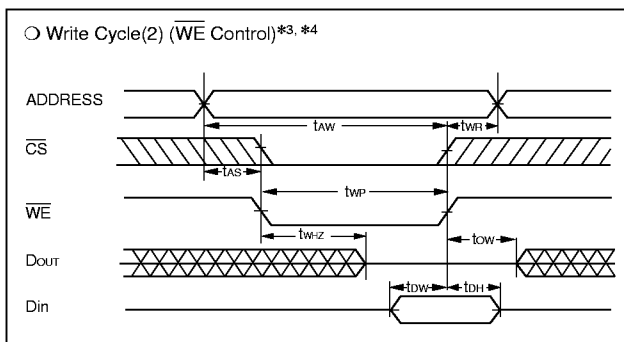 ○ Write Cycle(2) (WE Control)*3, *4
ADDRESS
tAW
tWR
CS
tAS
tWP
WE
tWHZ
tOW
DOUT
tDW
tDH
Din